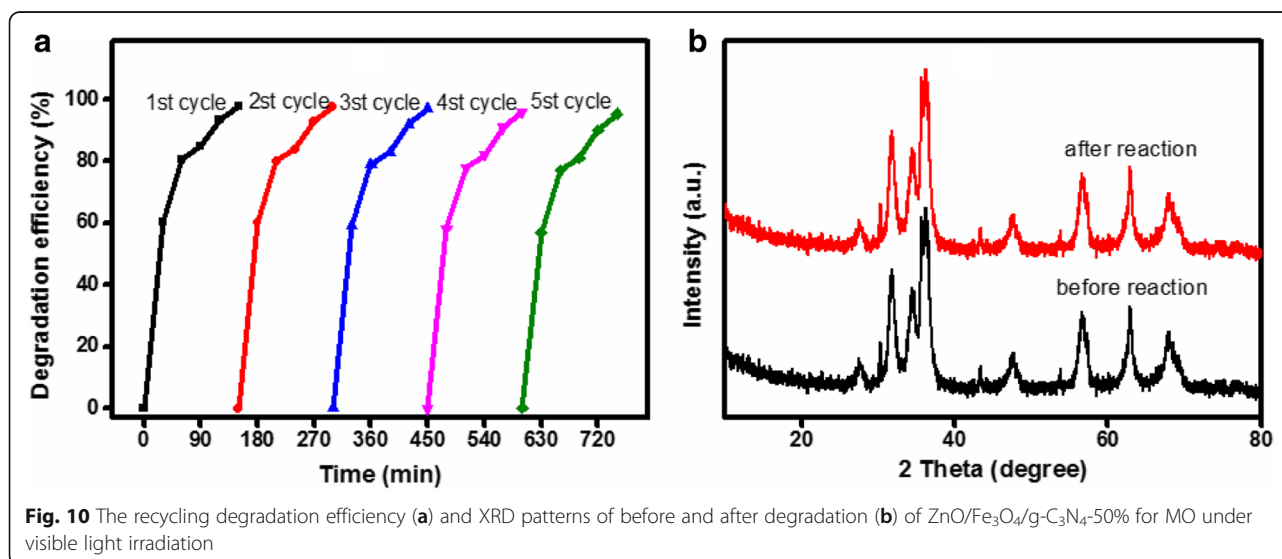 a
1st cycle 2st cycle 3st cycle 4st cycle 5st cycle
100
80
60
40
20
0
Degradation efficiency (%)
0 90 180 270 360 450 540 630 720
Time (min)
b
after reaction
before reaction
Intensity (a.u.)
20 40 60 80
2 Theta (degree)
Fig. 10 The recycling degradation efficiency (a) and XRD patterns of before and after degradation (b) of ZnO/Fe₃O₄/g-C₃N₄-50% for MO under
visible light irradiation